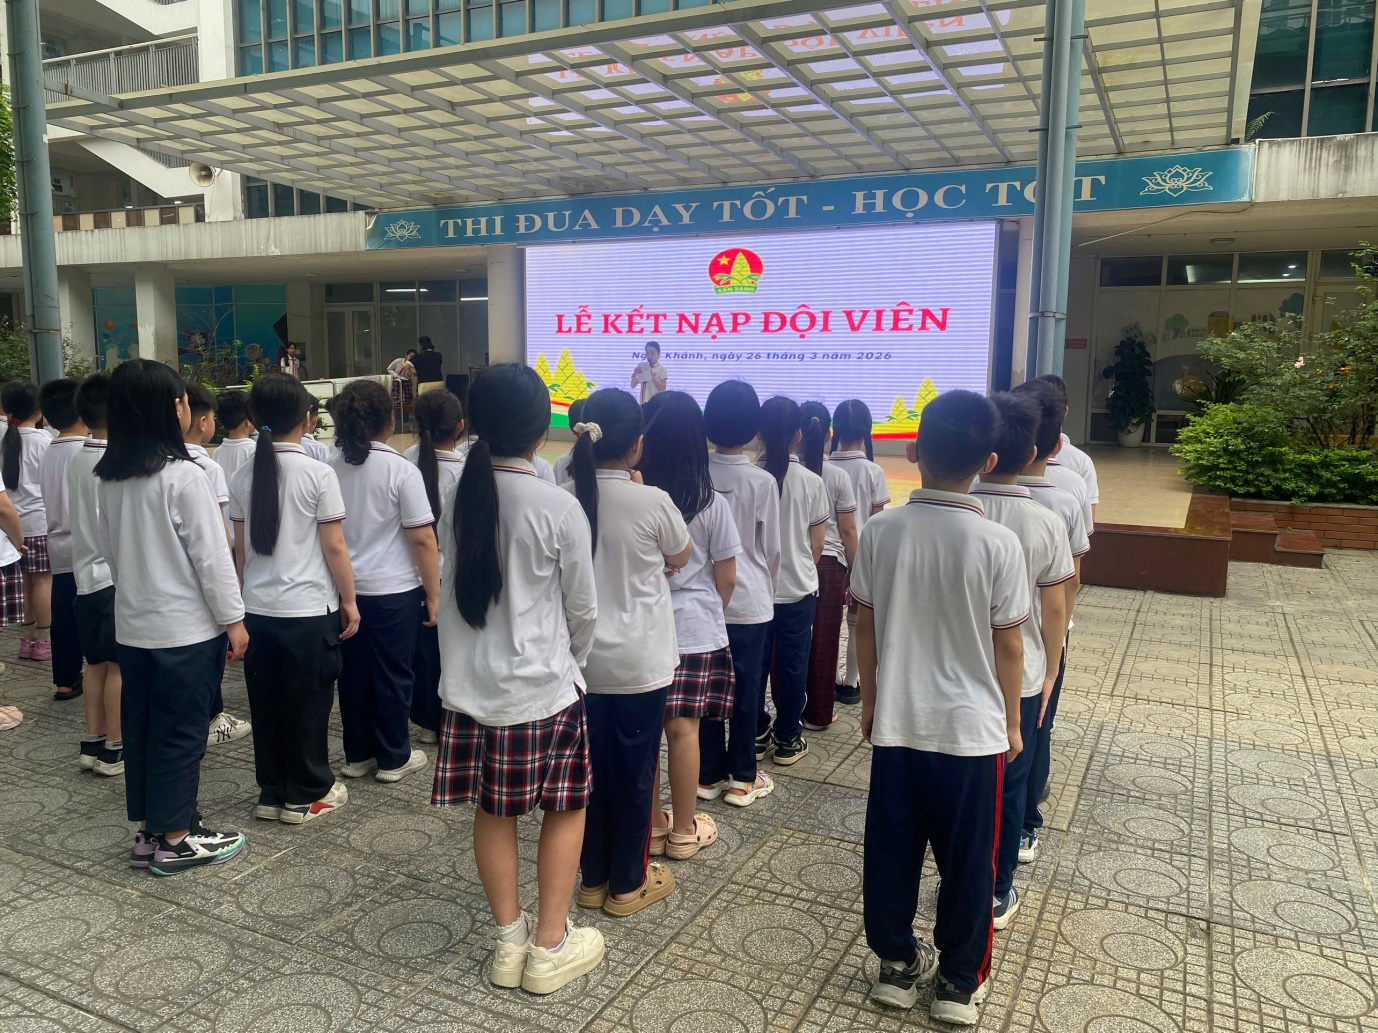 THI ĐUA DẠY TỐT - HỌC TỐT
SẴN SÀNG
LỄ KẾT NẠP ĐỘI VIÊN
Khánh, ngày 26 tháng 3 năm 2026